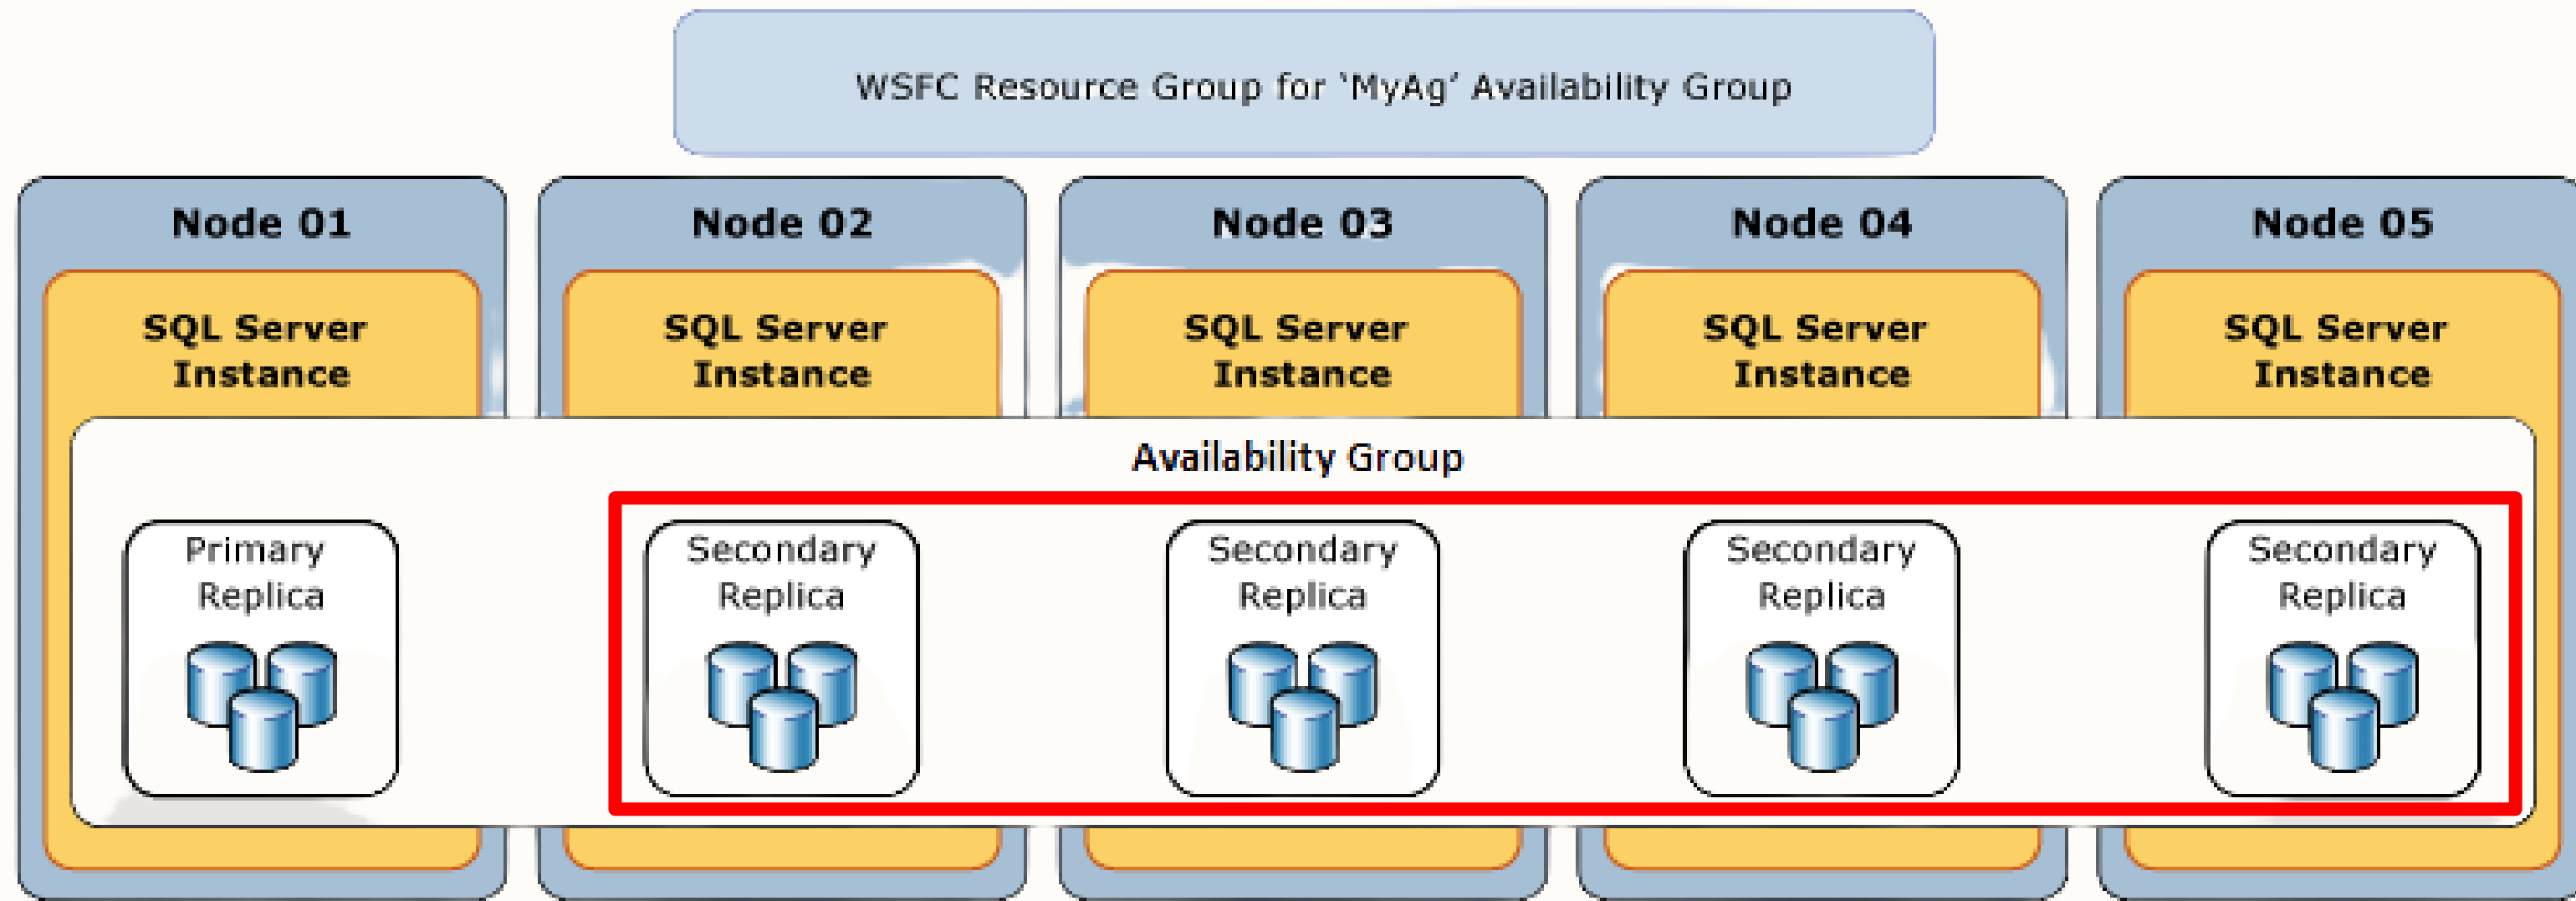 WSFC Resource Group for ‘MyAg’ Availability Group
Node 01
Node 02
Node 03
Node 04
Node 05
SQL Server
Instance
SQL Server
Instance
SQL Server
Instance
SQL Server
Instance
SQL Server
Instance
Availability Group
Primary
Replica
Secondary
Replica
Secondary
Replica
Secondary
Replica
Secondary
Replica